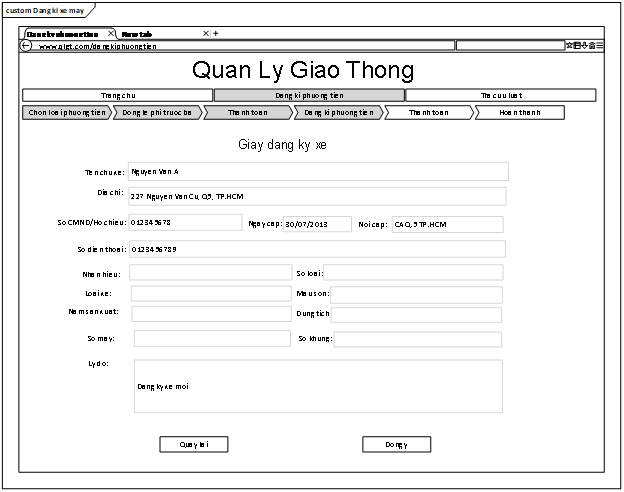 custom Dang ki xe may
Dang ki phuong tien × New tab × +
www.qlgt.com/dangkiphuongtien
Quan Ly Giao Thong
Trang chu Dang ki phuong tien Tra cuu luat
Chon loai phuong tien Dong le phi truoc ba Thanh toan Dang ki phuong tien Thanh toan Hoan thanh
Giay dang ky xe
Ten chu xe: Nguyen Van A
Dia chi: 227 Nguyen Van Cu, Q5, TP.HCM
So CMND/Ho chieu: 012345678 Ngay cap: 30/07/2013 Noi cap: CAQ, 5 TP.HCM
So dien thoai: 0123456789
Nhan hieu: So loai:
Loai xe: Mau son:
Nam san xuat: Dung tich
So may: So khung:
Ly do:
Dang ky xe moi
Quay lai Dong y